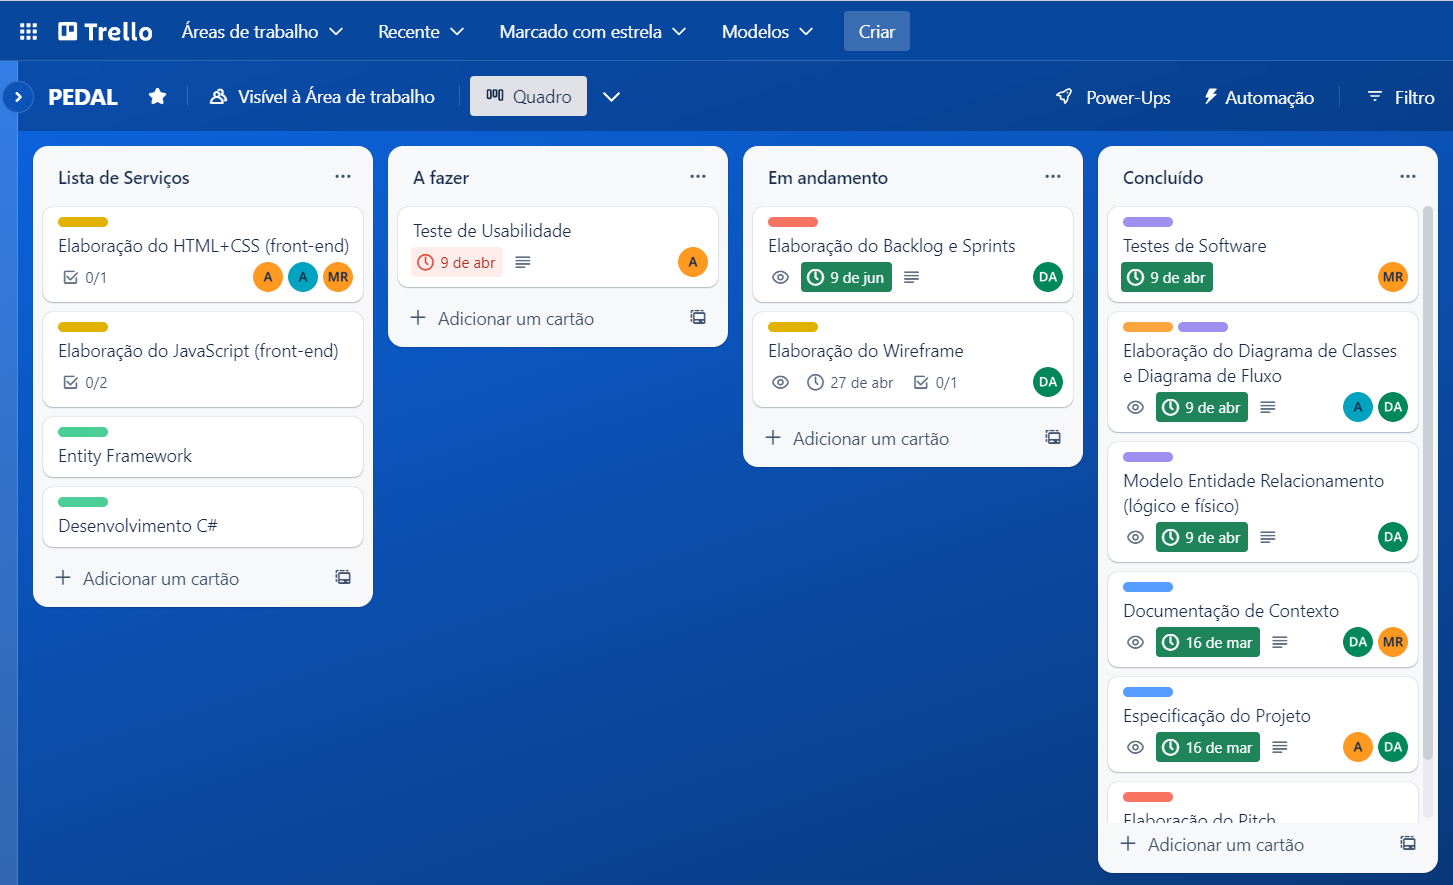 Trello Áreas de trabalho Recente Marcado com estrela Modelos Criar
PEDAL Visível à Área de trabalho Quadro Power-Ups Automação Filtro
Lista de Serviços
Elaboração do HTML+CSS (front-end)
0/1 A A MR
Elaboração do JavaScript (front-end)
0/2
Entity Framework
Desenvolvimento C#
Adicionar um cartão
A fazer
Teste de Usabilidade
9 de abr A
Adicionar um cartão
Em andamento
Elaboração do Backlog e Sprints
9 de jun DA
Elaboração do Wireframe
27 de abr 0/1 DA
Adicionar um cartão
Concluído
Testes de Software
9 de abr MR
Elaboração do Diagrama de Classes
e Diagrama de Fluxo
9 de abr A DA
Modelo Entidade Relacionamento
(lógico e físico)
9 de abr DA
Documentação de Contexto
16 de mar DA MR
Especificação do Projeto
16 de mar A DA
Elaboração do Pitch
Adicionar um cartão